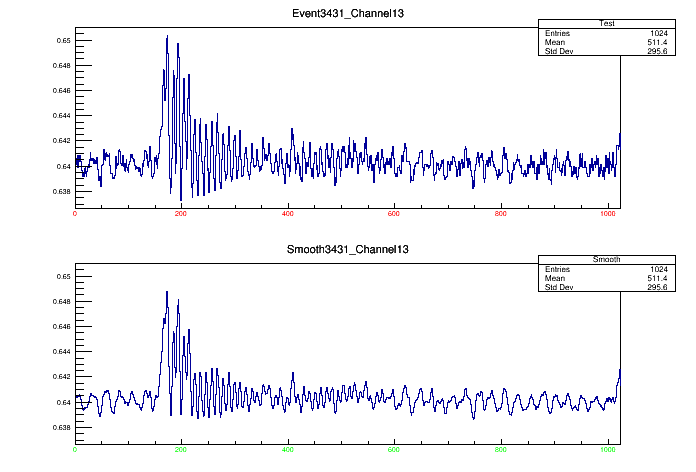 Event3431_Channel13
Test
Entries 1024
Mean 511.4
Std Dev 295.6
0.65
0.648
0.646
0.644
0.642
0.64
0.638
0 200 400 600 800 1000
Smooth3431_Channel13
Smooth
Entries 1024
Mean 511.4
Std Dev 295.6
0.65
0.648
0.646
0.644
0.642
0.64
0.638
0 200 400 600 800 1000